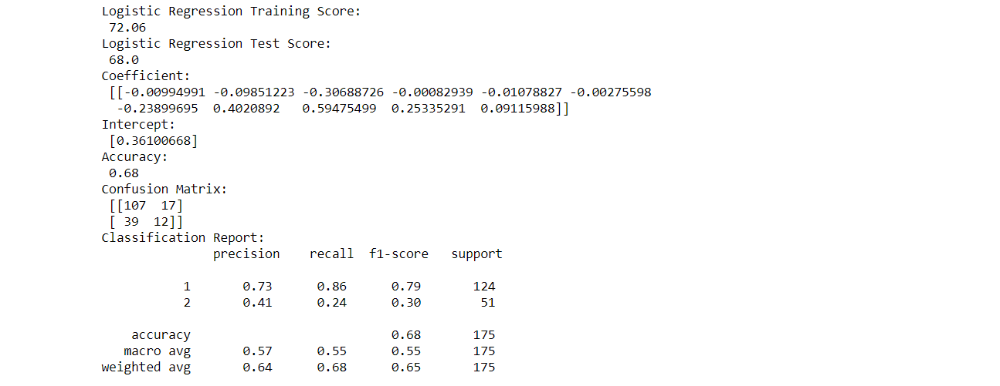 Logistic Regression Training Score:
72.06
Logistic Regression Test Score:
68.0
Coefficient:
[[-0.00994991 -0.09851223 -0.30688726 -0.00082939 -0.01078827 -0.00275598
-0.23899695 0.4020892 0.59475499 0.25335291 0.09115988]]
Intercept:
[0.36100668]
Accuracy:
0.68
Confusion Matrix:
[[107 17]
[ 39 12]]
Classification Report:
precision recall f1-score support
1 0.73 0.86 0.79 124
2 0.41 0.24 0.30 51
accuracy 0.68 175
macro avg 0.57 0.55 0.55 175
weighted avg 0.64 0.68 0.65 175